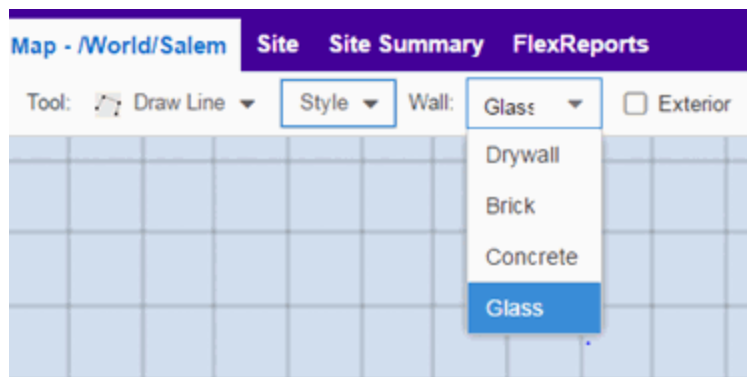 Map - /World/Salem Site Site Summary FlexReports
Tool: Draw Line Style Wall: Glass Exterior
Drywall
Brick
Concrete
Glass